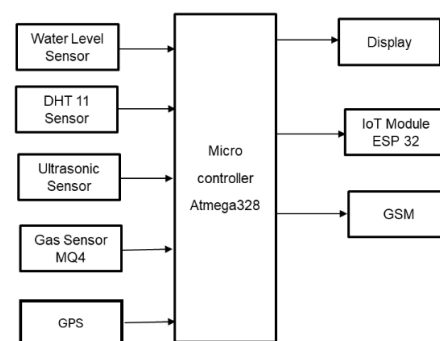 Water Level
Sensor
DHT 11
Sensor
Ultrasonic
Sensor
Gas Sensor
MQ4
GPS
Micro
controller
Atmega328
Display
IoT Module
ESP 32
GSM